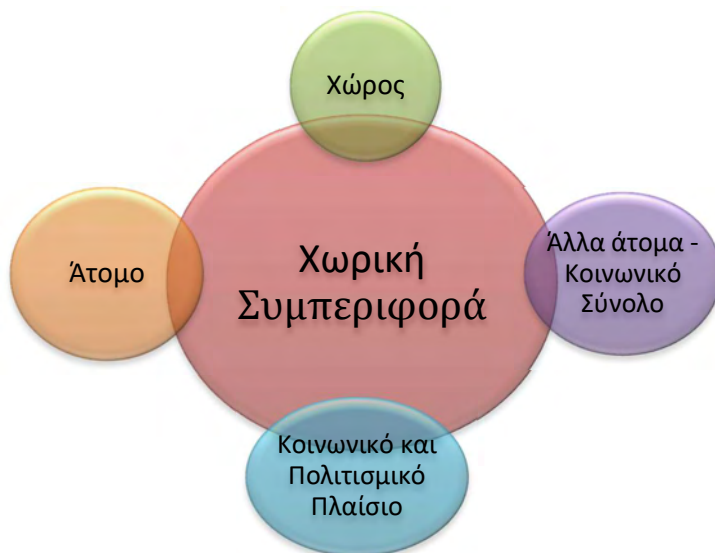 Χώρος
Άτομο
Χωρική
Συμπεριφορά
Άλλα άτομα -
Κοινωνικό
Σύνολο
Κοινωνικό και
Πολιτισμικό
Πλαίσιο